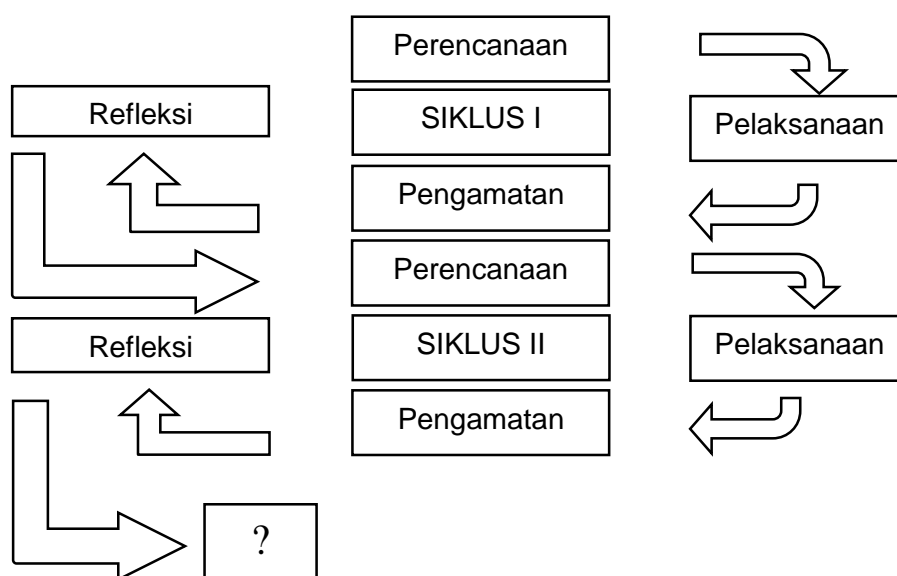 Perencanaan
Refleksi
SIKLUS I
Pelaksanaan
Pengamatan
Perencanaan
Refleksi
SIKLUS II
Pelaksanaan
Pengamatan
?